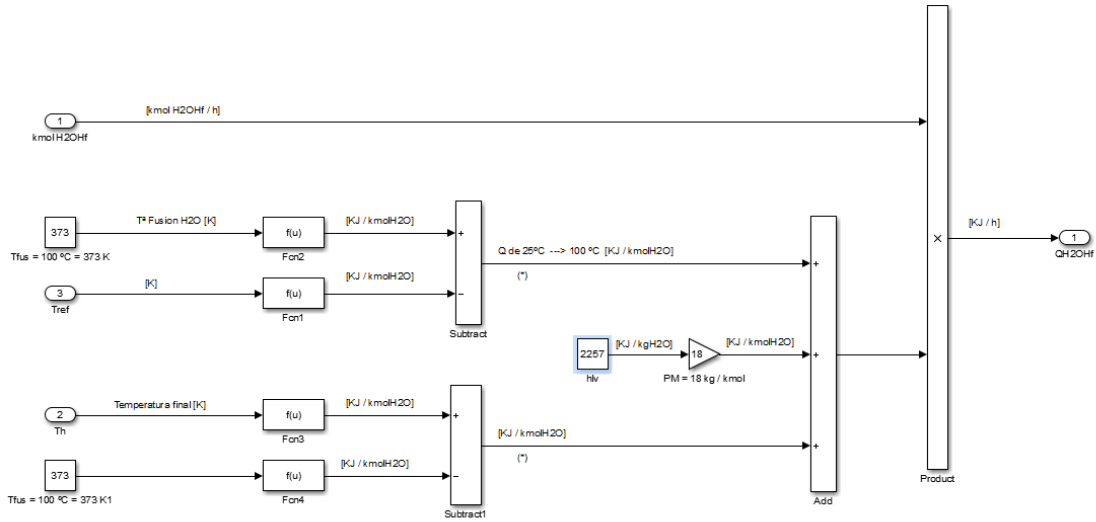 [kmol H2OHf / h]
1
kmol H2OHf
Tª Fusion H2O [K]
[KJ / kmolH2O]
373
f(u)
+
Tfus = 100 ºC = 373 K
Fcn2
Q de 25ºC ---> 100 ºC [KJ / kmolH2O]
(*)
+
[K]
[KJ / kmolH2O]
3
f(u)
−
Tref
Fcn1
Subtract
×
[KJ / h]
1
QH2OHf
[KJ / kgH2O]
[KJ / kmolH2O]
2257
18
+
hlv
PM = 18 kg / kmol
Temperatura final [K]
[KJ / kmolH2O]
2
f(u)
+
Th
Fcn3
[KJ / kmolH2O]
(*)
+
[KJ / kmolH2O]
373
f(u)
−
Tfus = 100 ºC = 373 K1
Fcn4
Subtract1
Add
Product